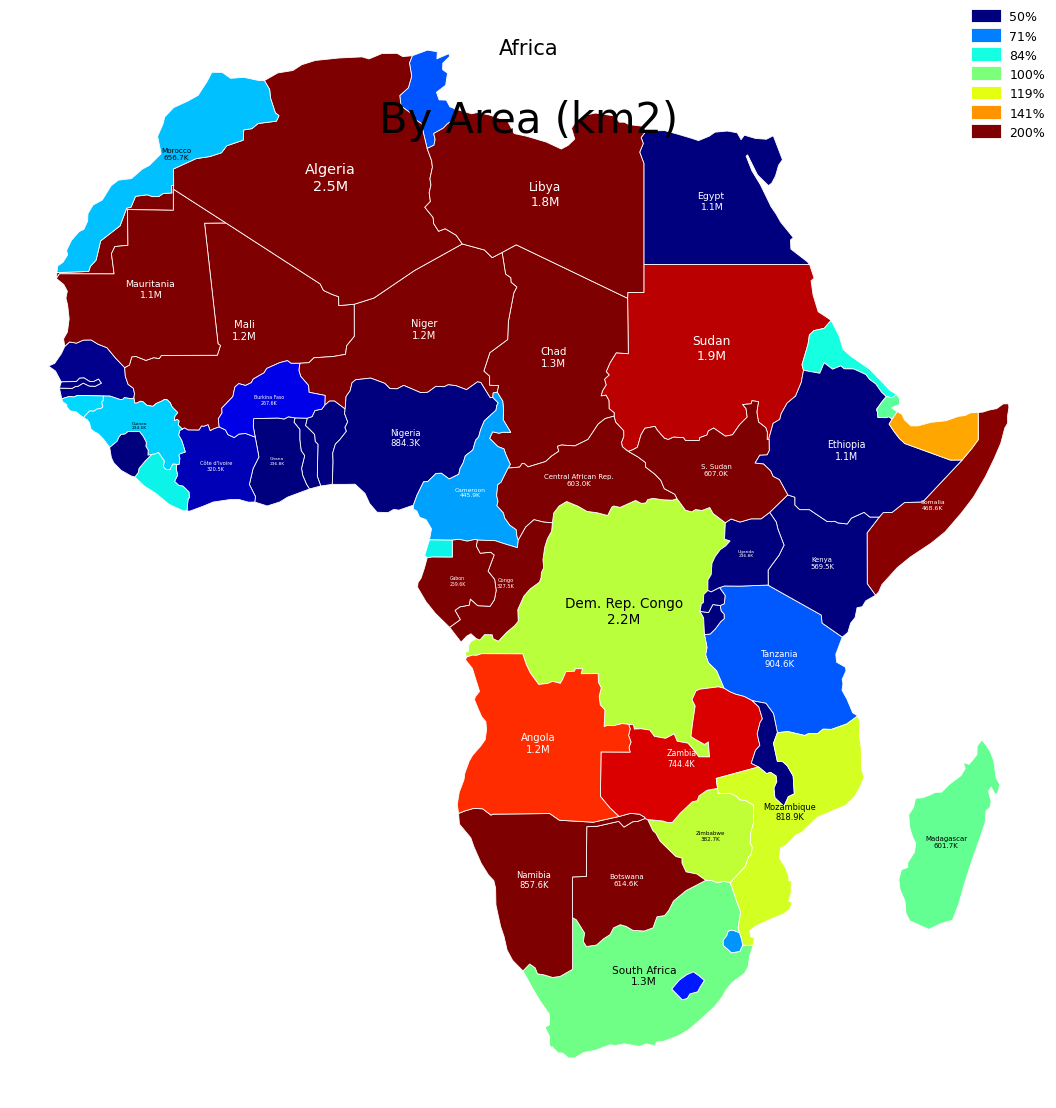 Africa
By Area (km2)
50%
71%
84%
100%
119%
141%
200%
Morocco
656.7K
Algeria
2.5M
Libya
1.8M
Egypt
1.1M
Mauritania
1.1M
Mali
1.2M
Niger
1.2M
Chad
1.3M
Sudan
1.9M
Burkina Faso
267.6K
Guinea
Côte d'Ivoire
320.5K
Ghana
236.8K
Nigeria
884.3K
Cameroon
445.9K
Central African Rep.
603.0K
S. Sudan
607.0K
Ethiopia
1.1M
Somalia
468.6K
Gabon
259.6K
Congo
327.5K
Dem. Rep. Congo
2.2M
Uganda
Kenya
569.5K
Tanzania
904.6K
Angola
1.2M
Zambia
744.4K
Mozambique
818.9K
Zimbabwe
382.7K
Madagascar
601.7K
Namibia
857.6K
Botswana
614.6K
South Africa
1.3M